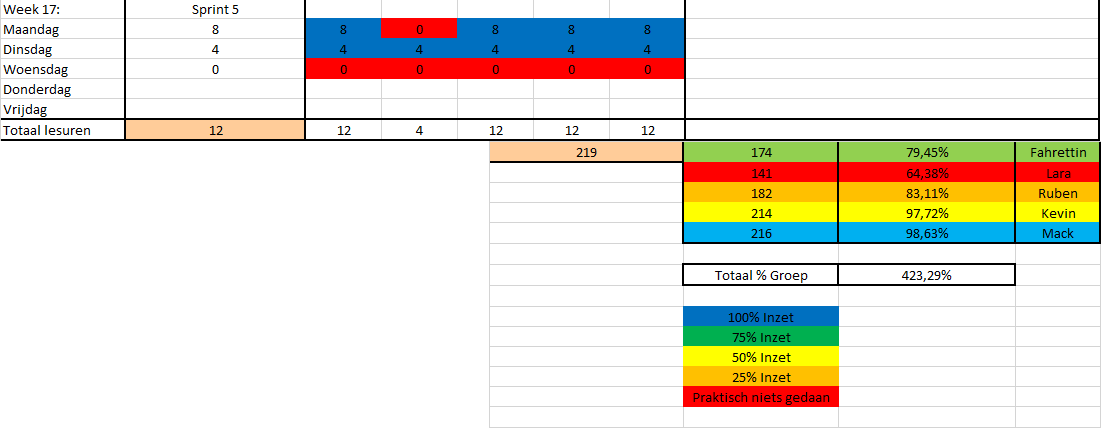 Week 17: Sprint 5
Maandag 8 8 0 8 8 8
Dinsdag 4 4 4 4 4 4
Woensdag 0 0 0 0 0 0
Donderdag
Vrijdag
Totaal lesuren 12 12 4 12 12 12
219 174 79,45% Fahrettin
141 64,38% Lara
182 83,11% Ruben
214 97,72% Kevin
216 98,63% Mack
Totaal % Groep 423,29%
100% Inzet
75% Inzet
50% Inzet
25% Inzet
Praktisch niets gedaan